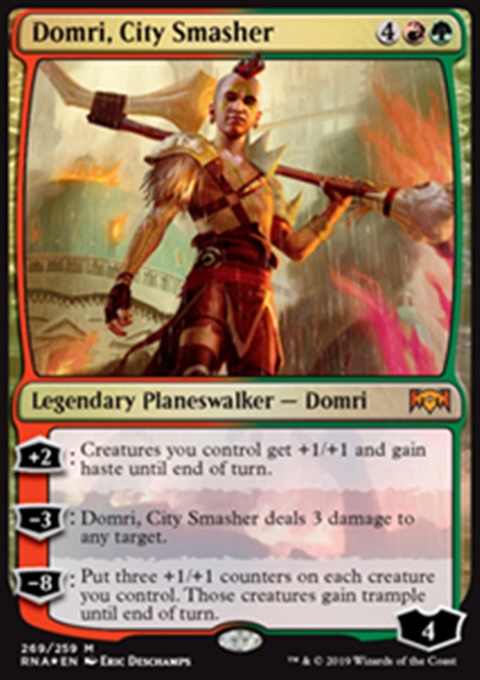 Domri, City Smasher 4
Legendary Planeswalker — Domri
+2 : Creatures you control get +1/+1 and gain
haste until end of turn.
−3 : Domri, City Smasher deals 3 damage to
any target.
−8 : Put three +1/+1 counters on each creature
you control. Those creatures gain trample
until end of turn.
4
269/259 M
RNA★EN Eric Deschamps
™ & © 2019 Wizards of the Coast